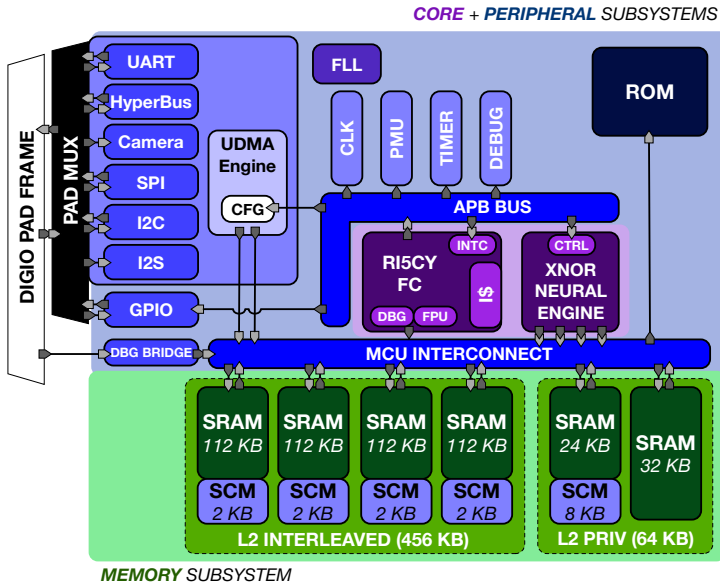 CORE + PERIPHERAL SUBSYSTEMS
DIGIO PAD FRAME
PAD MUX
UART
HyperBus
Camera
SPI
I2C
I2S
GPIO
DBG BRIDGE
UDMA
Engine
CFG
FLL
CLK
PMU
TIMER
DEBUG
ROM
APB BUS
RI5CY
FC
INTC
I$
DBG
FPU
CTRL
XNOR
NEURAL
ENGINE
MCU INTERCONNECT
SRAM
112 KB
SCM
2 KB
SRAM
112 KB
SCM
2 KB
SRAM
112 KB
SCM
2 KB
SRAM
112 KB
SCM
2 KB
L2 INTERLEAVED (456 KB)
SRAM
24 KB
SCM
8 KB
SRAM
32 KB
L2 PRIV (64 KB)
MEMORY SUBSYSTEM